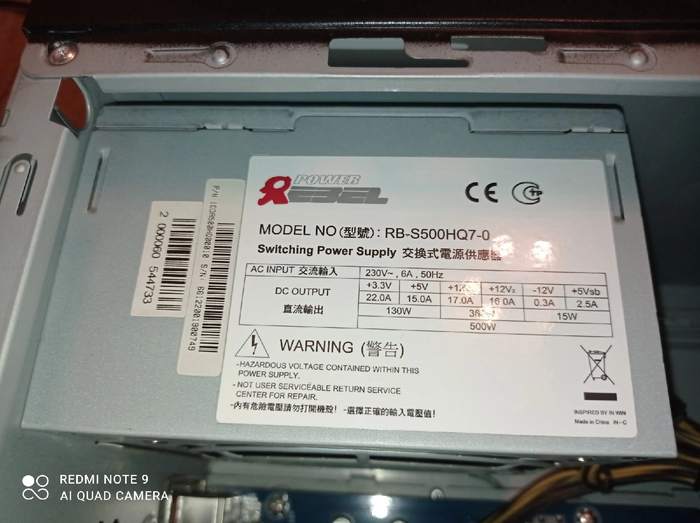 POWER
REBEL
CE
MODEL NO(型號): RB-S500HQ7-0
Switching Power Supply 交換式電源供應器
AC INPUT 交流輸入 230V~, 6A, 50Hz
DC OUTPUT 直流輸出
+3.3V +5V +12V₂ -12V +5Vsb
22.0A 15.0A 17.0A 16.0A 0.3A 2.5A
130W 15W
500W
WARNING (警告)
-HAZARDOUS VOLTAGE CONTAINED WITHIN THIS
POWER SUPPLY.
- NOT USER SERVICEABLE RETURN SERVICE
CENTER FOR REPAIR.
-內有危險電壓請勿打開機殼! -選擇正確的輸入電壓值!
INSPIRED BY IN WIN
Made in China IN-C
2 000060 544733
REDMI NOTE 9
AI QUAD CAMERA